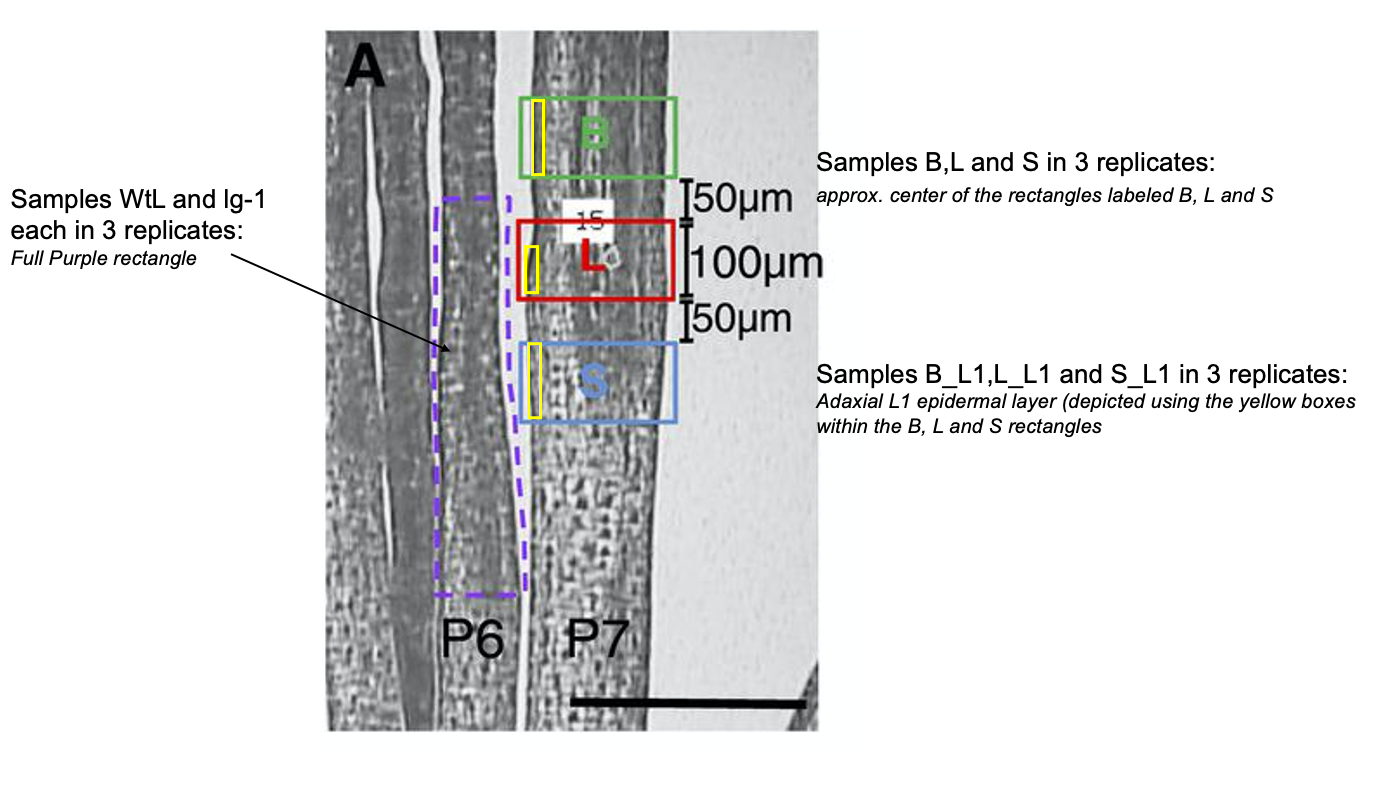 A
B
Samples B,L and S in 3 replicates:
approx. center of the rectangles labeled B, L and S
50µm
Samples WtL and lg-1
each in 3 replicates:
Full Purple rectangle
15
L
100µm
50µm
S
Samples B_L1,L_L1 and S_L1 in 3 replicates:
Adaxial L1 epidermal layer (depicted using the yellow boxes
within the B, L and S rectangles
P6
P7